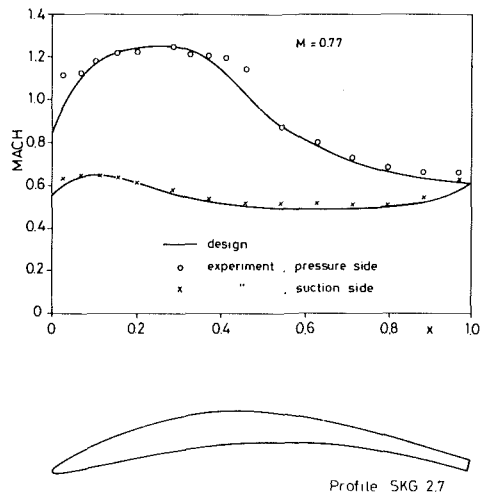 1.4
1.2
1.0
0.8
0.6
0.4
0.2
0
MACH
M = 0.77
design
o experiment , pressure side
x " , suction side
0 0.2 0.4 0.6 0.8 x 1.0
Profile SKG 2.7